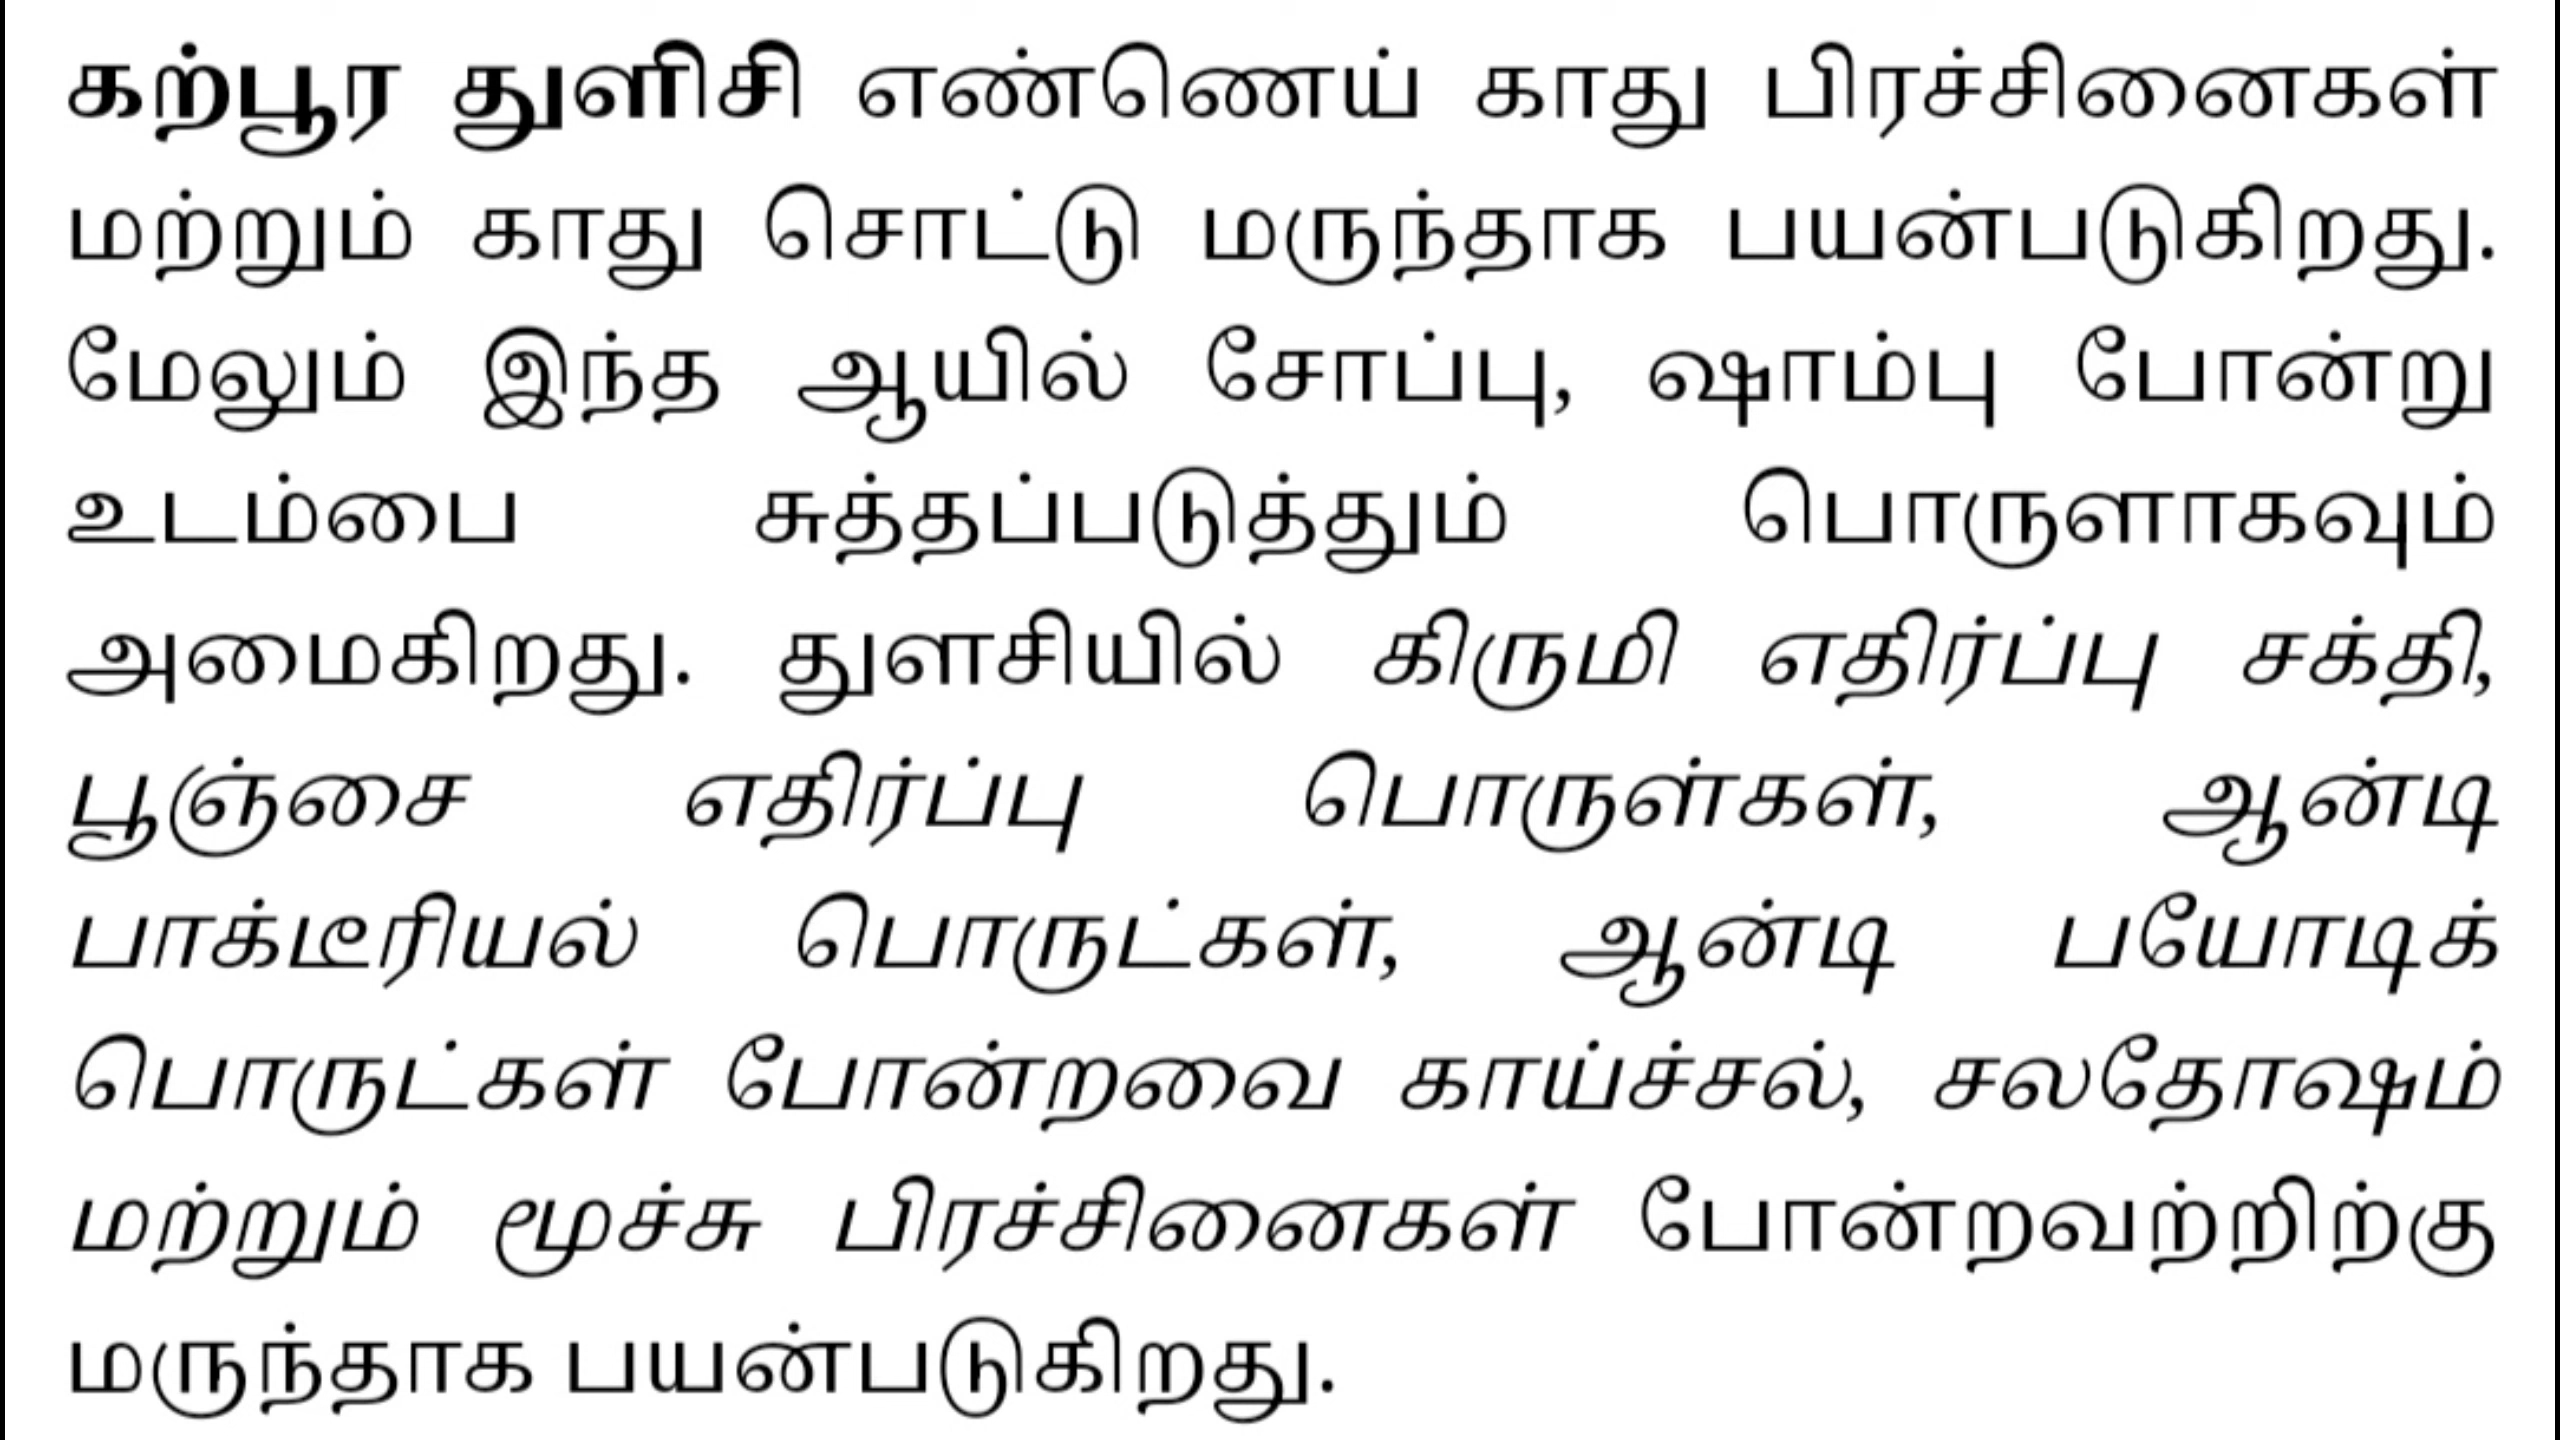 கற்பூர துளிசி எண்ணெய் காது பிரச்சினைகள்
மற்றும் காது சொட்டு மருந்தாக பயன்படுகிறது.
மேலும் இந்த ஆயில் சோப்பு, ஷாம்பு போன்று
உடம்பை சுத்தப்படுத்தும் பொருளாகவும்
அமைகிறது. துளசியில் கிருமி எதிர்ப்பு சக்தி,
பூஞ்சை எதிர்ப்பு பொருள்கள், ஆன்டி
பாக்டீரியல் பொருட்கள், ஆன்டி பயோடிக்
பொருட்கள் போன்றவை காய்ச்சல், சலதோஷம்
மற்றும் மூச்சு பிரச்சினைகள் போன்றவற்றிற்கு
மருந்தாக பயன்படுகிறது.